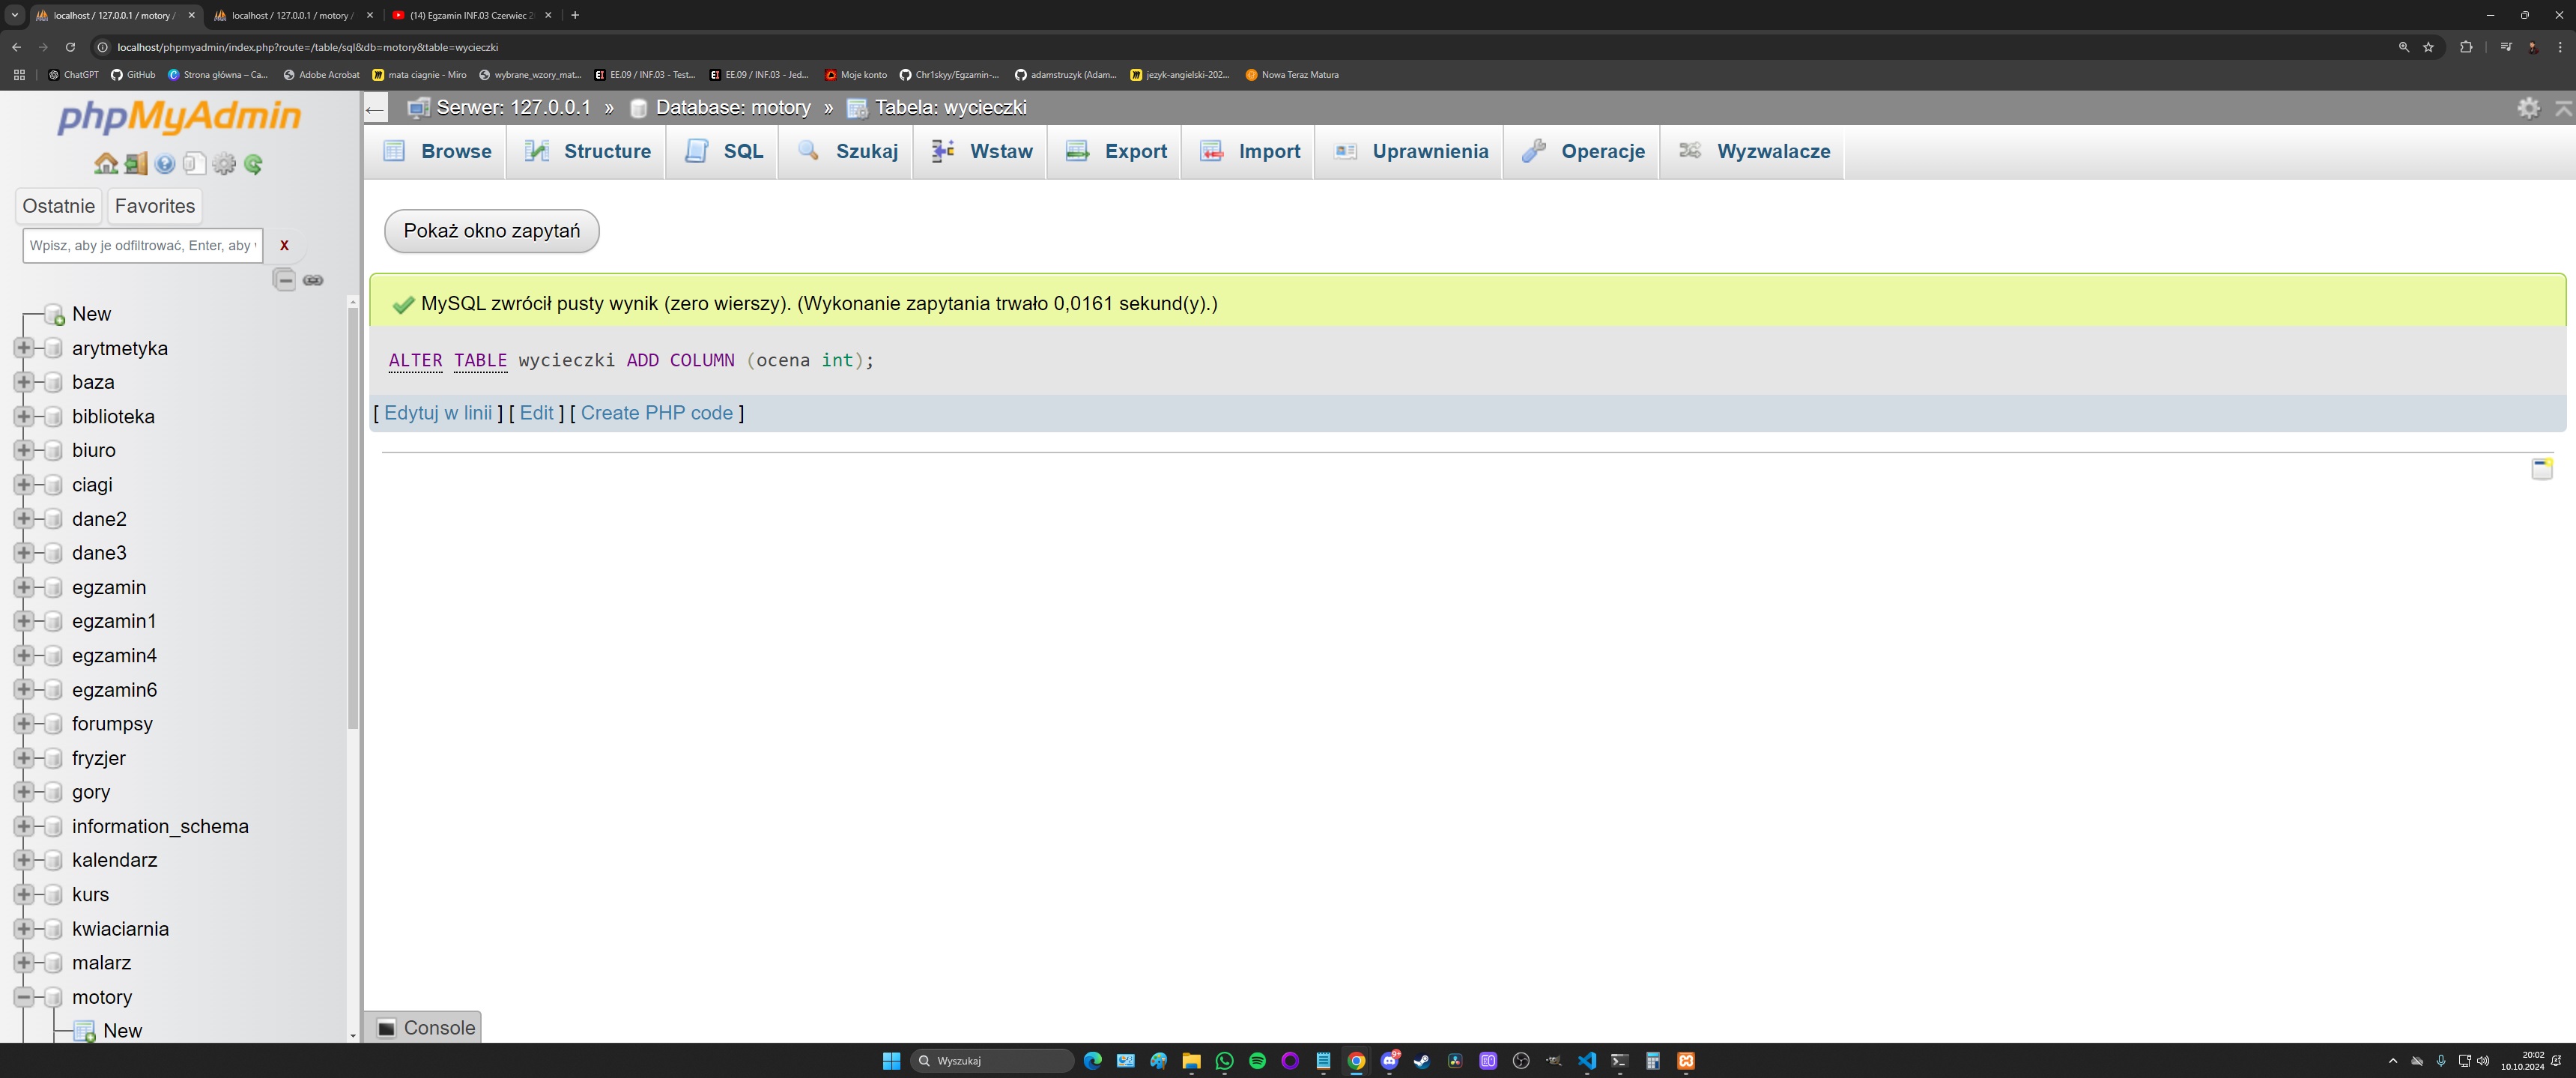 localhost / 127.0.0.1 / motory /
localhost / 127.0.0.1 / motory /
(14) Egzamin INF.03 Czerwiec 2
localhost/phpmyadmin/index.php?route=/table/sql&db=motory&table=wycieczki
ChatGPT
GitHub
Strona główna – Ca...
Adobe Acrobat
mata ciagnie - Miro
wybrane_wzory_mat...
EE.09 / INF.03 - Test...
EE.09 / INF.03 - Jed...
Moje konto
Chr1skyy/Egzamin-...
adamstruzyk (Adam...
jezyk-angielski-202...
Nowa Teraz Matura
phpMyAdmin
Ostatnie
Favorites
Wpisz, aby je odfiltrować, Enter, aby
X
New
arytmetyka
baza
biblioteka
biuro
ciagi
dane2
dane3
egzamin
egzamin1
egzamin4
egzamin6
forumpsy
fryzjer
gory
information_schema
kalendarz
kurs
kwiaciarnia
malarz
motory
New
Serwer: 127.0.0.1 » Database: motory » Tabela: wycieczki
Browse
Structure
SQL
Szukaj
Wstaw
Export
Import
Uprawnienia
Operacje
Wyzwalacze
Pokaż okno zapytań
MySQL zwrócił pusty wynik (zero wierszy). (Wykonanie zapytania trwało 0,0161 sekund(y).)
ALTER TABLE wycieczki ADD COLUMN (ocena int);
[ Edytuj w linii ] [ Edit ] [ Create PHP code ]
Console
Wyszukaj
20:02
10.10.2024